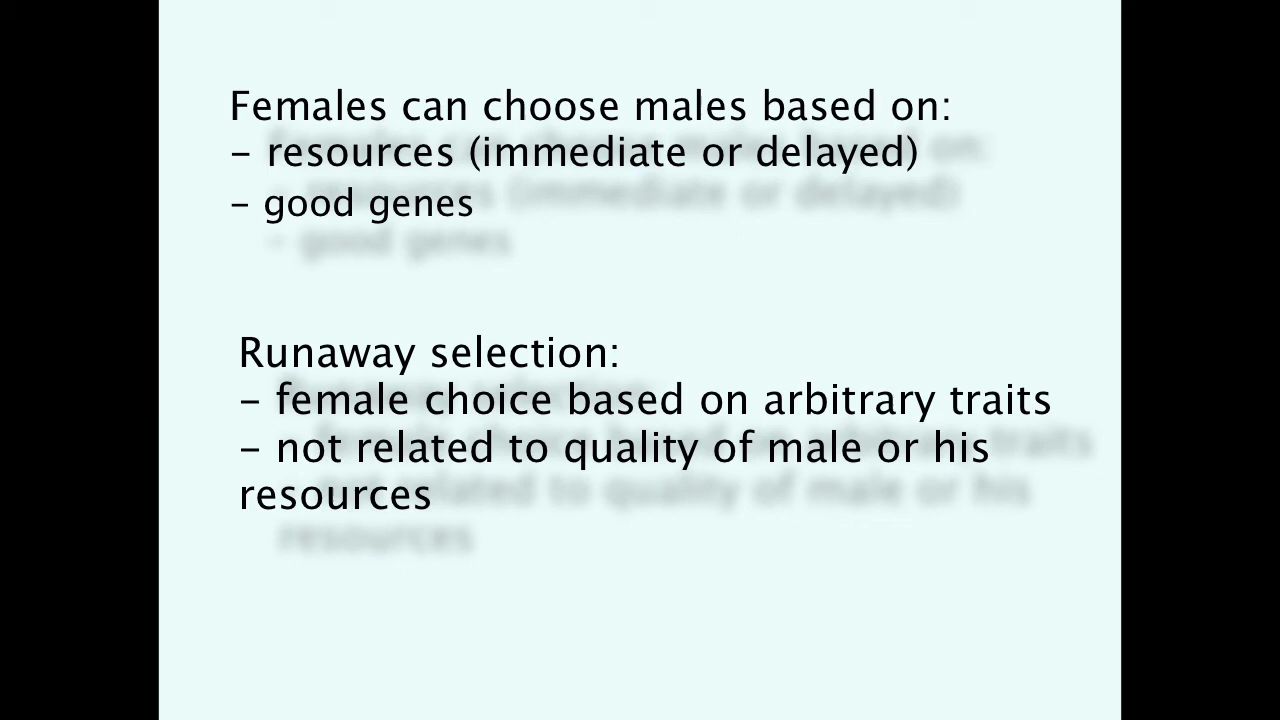 Females can choose males based on:
– resources (immediate or delayed)
– good genes
Runaway selection:
– female choice based on arbitrary traits
– not related to quality of male or his
resources